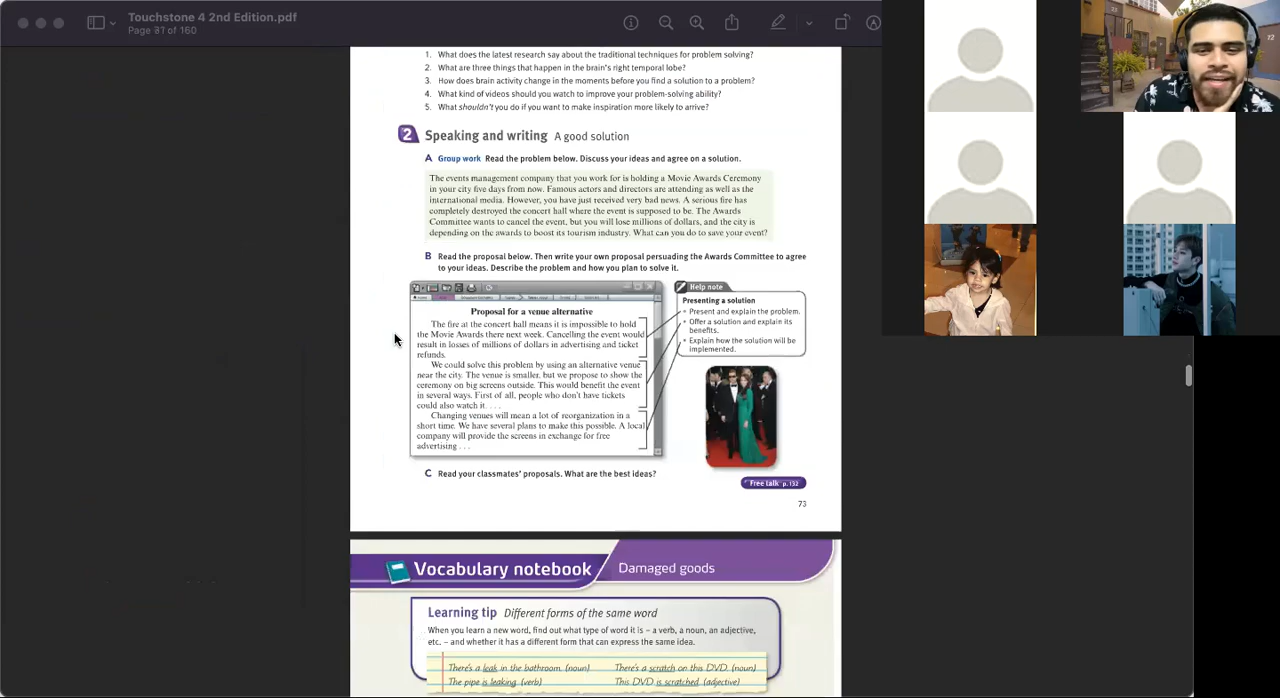 Touchstone 4 2nd Edition.pdf
Page 81 of 160
1. What does the latest research say about the traditional techniques for problem solving?
2. What are three things that happen in the brain's right temporal lobe?
3. How does brain activity change in the moments before you find a solution to a problem?
4. What kind of videos should you watch to improve your problem-solving ability?
5. What shouldn't you do if you want to make inspiration more likely to arrive?
2 Speaking and writing A good solution
A Group work Read the problem below. Discuss your ideas and agree on a solution.
The events management company that you work for is holding a Movie Awards Ceremony
in your city five days from now. Famous actors and directors are attending as well as the
international media. However, you have just received very bad news. A serious fire has
completely destroyed the concert hall where the event is supposed to be. The Awards
Committee wants to cancel the event, but you will lose millions of dollars, and the city is
depending on the awards to boost its tourism industry. What can you do to save your event?
B Read the proposal below. Then write your own proposal persuading the Awards Committee to agree
to your ideas. Describe the problem and how you plan to solve it.
Proposal for a venue alternative
The fire at the concert hall means it is impossible to hold
the Movie Awards there next week. Cancelling the event would
result in losses of millions of dollars in advertising and ticket
refunds.
We could solve this problem by using an alternative venue
near the city. The venue is smaller, but we propose to show the
ceremony on big screens outside. This would benefit the event
in several ways. First of all, people who don't have tickets
could also watch it. . . .
Changing venues will mean a lot of reorganization in a
short time. We have several plans to make this possible. A local
company will provide the screens in exchange for free
advertising . . .
Help note
Presenting a solution
• Present and explain the problem.
• Offer a solution and explain its
benefits.
• Explain how the solution will be
implemented.
C Read your classmates' proposals. What are the best ideas?
Free talk p. 132
73
Vocabulary notebook
Damaged goods
Learning tip Different forms of the same word
When you learn a new word, find out what type of word it is – a verb, a noun, an adjective,
etc. – and whether it has a different form that can express the same idea.
There's a leak in the bathroom. (noun)
There's a scratch on this DVD. (noun)
The pipe is leaking. (verb)
This DVD is scratched. (adjective)